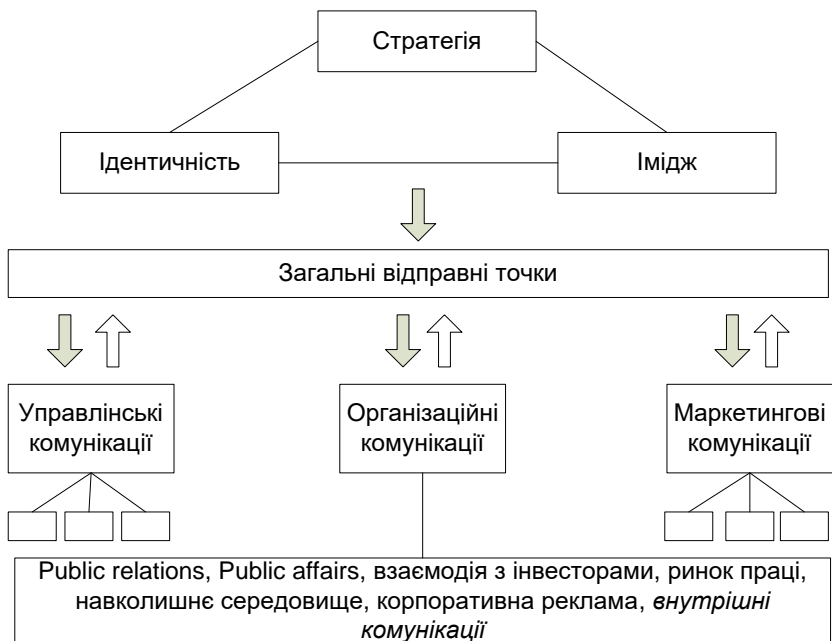 Стратегія
Ідентичність
Імідж
Загальні відправні точки
Управлінські
комунікації
Організаційні
комунікації
Маркетингові
комунікації
Public relations, Public affairs, взаємодія з інвесторами, ринок праці,
навколишнє середовище, корпоративна реклама, внутрішні
комунікації